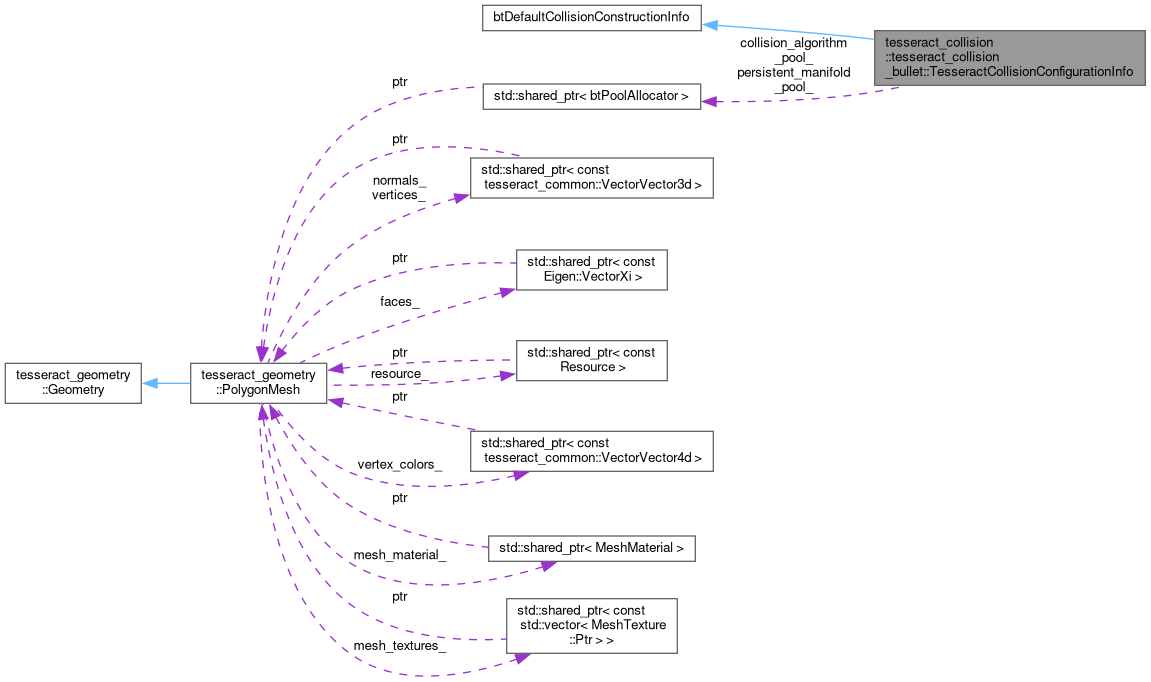 btDefaultCollisionConstructionInfo
tesseract_collision
::tesseract_collision
_bullet::TesseractCollisionConfigurationInfo
collision_algorithm
_pool_
persistent_manifold
_pool_
ptr
std::shared_ptr< btPoolAllocator >
ptr
std::shared_ptr< const
tesseract_common::VectorVector3d >
normals_
vertices_
ptr
std::shared_ptr< const
Eigen::VectorXi >
faces_
ptr
std::shared_ptr< const
Resource >
resource_
tesseract_geometry
::Geometry
tesseract_geometry
::PolygonMesh
ptr
std::shared_ptr< const
tesseract_common::VectorVector4d >
vertex_colors_
ptr
std::shared_ptr< MeshMaterial >
mesh_material_
ptr
std::shared_ptr< const
std::vector< MeshTexture
::Ptr > >
mesh_textures_